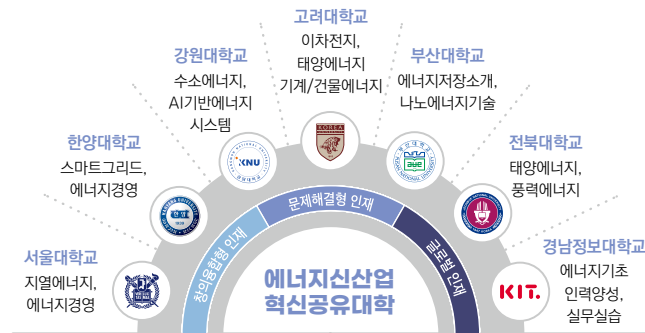 고려대학교
이차전지,
태양에너지
기계/건물에너지
강원대학교
수소에너지,
AI기반에너지
시스템
부산대학교
에너지저장소개,
나노에너지기술
한양대학교
스마트그리드,
에너지경영
전북대학교
태양에너지,
풍력에너지
서울대학교
지열에너지,
에너지경영
경남정보대학교
에너지기초
인력양성,
실무실습
KOREA
KNU
한양
KIT.
창의융합형 인재
문제해결형 인재
글로벌 인재
에너지신산업
혁신공유대학